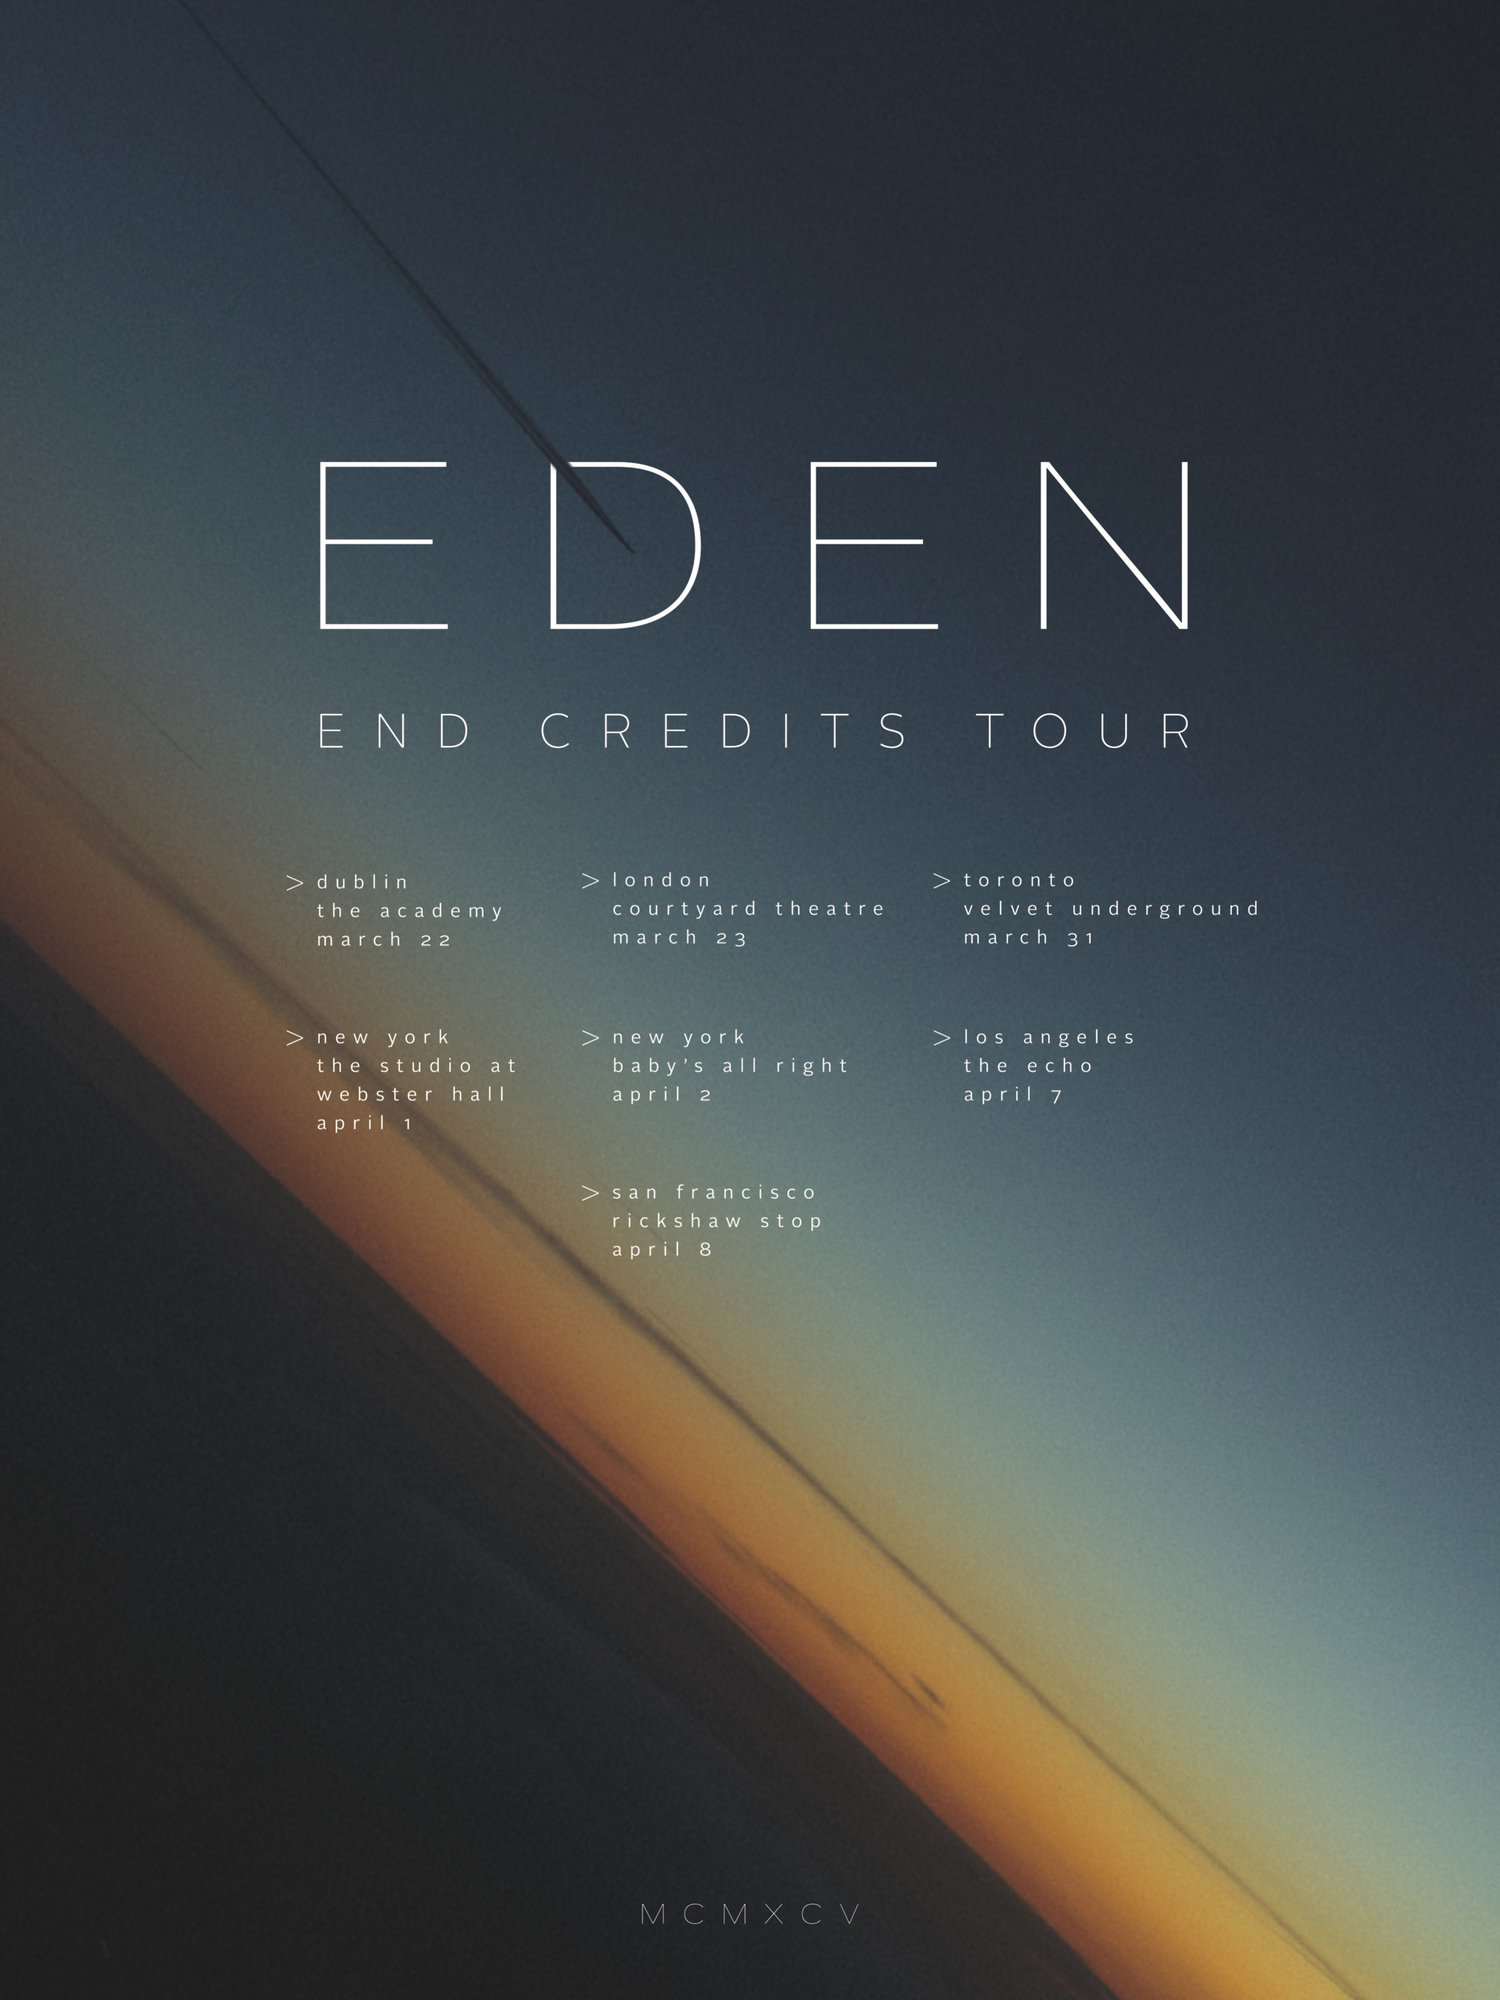 EDEN
END CREDITS TOUR
> dublin
the academy
march 22
> london
courtyard theatre
march 23
> toronto
velvet underground
march 31
> new york
the studio at
webster hall
april 1
> new york
baby's all right
april 2
> los angeles
the echo
april 7
> san francisco
rickshaw stop
april 8
MCMXCV